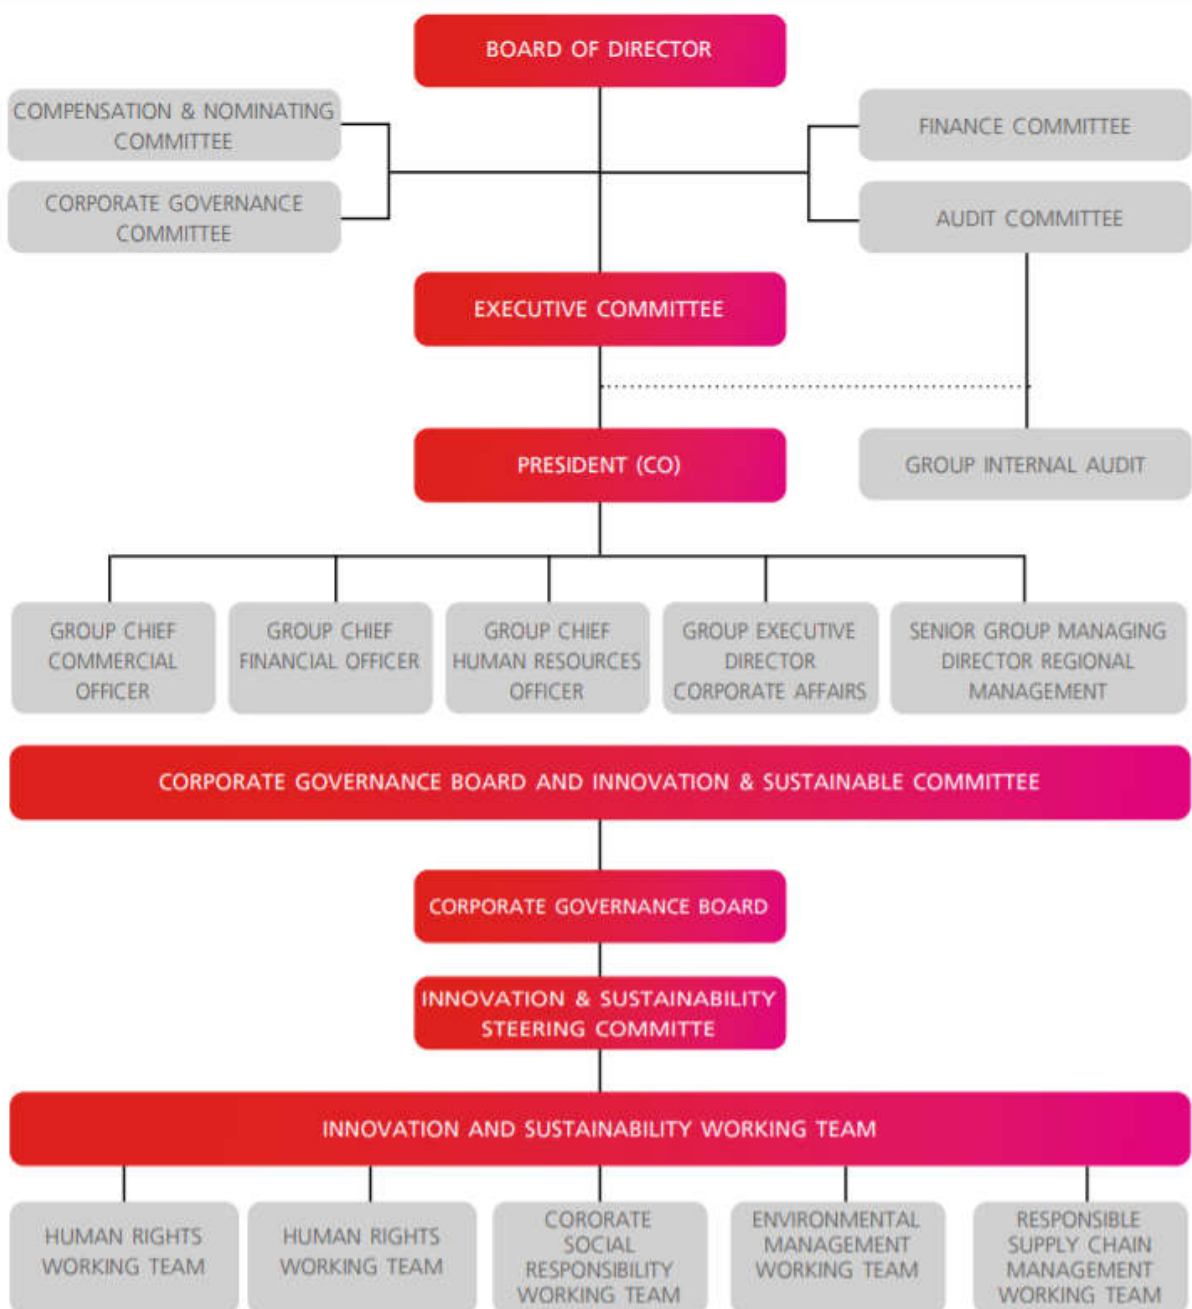 BOARD OF DIRECTOR
COMPENSATION & NOMINATING
COMMITTEE
FINANCE COMMITTEE
CORPORATE GOVERNANCE
COMMITTEE
AUDIT COMMITTEE
EXECUTIVE COMMITTEE
PRESIDENT (CO)
GROUP INTERNAL AUDIT
GROUP CHIEF
COMMERCIAL
OFFICER
GROUP CHIEF
FINANCIAL OFFICER
GROUP CHIEF
HUMAN RESOURCES
OFFICER
GROUP EXECUTIVE
DIRECTOR
CORPORATE AFFAIRS
SENIOR GROUP MANAGING
DIRECTOR REGIONAL
MANAGEMENT
CORPORATE GOVERNANCE BOARD AND INNOVATION & SUSTAINABLE COMMITTEE
CORPORATE GOVERNANCE BOARD
INNOVATION & SUSTAINABILITY
STEERING COMMITTE
INNOVATION AND SUSTAINABILITY WORKING TEAM
HUMAN RIGHTS
WORKING TEAM
HUMAN RIGHTS
WORKING TEAM
CORORATE
SOCIAL
RESPONSIBILITY
WORKING TEAM
ENVIRONMENTAL
MANAGEMENT
WORKING TEAM
RESPONSIBLE
SUPPLY CHAIN
MANAGEMENT
WORKING TEAM